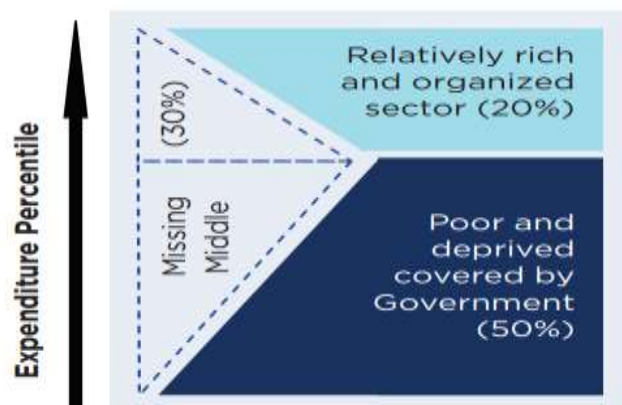 Expenditure Percentile
(30%)
Missing
Middle
Relatively rich
and organized
sector (20%)
Poor and
deprived
covered by
Government
(50%)